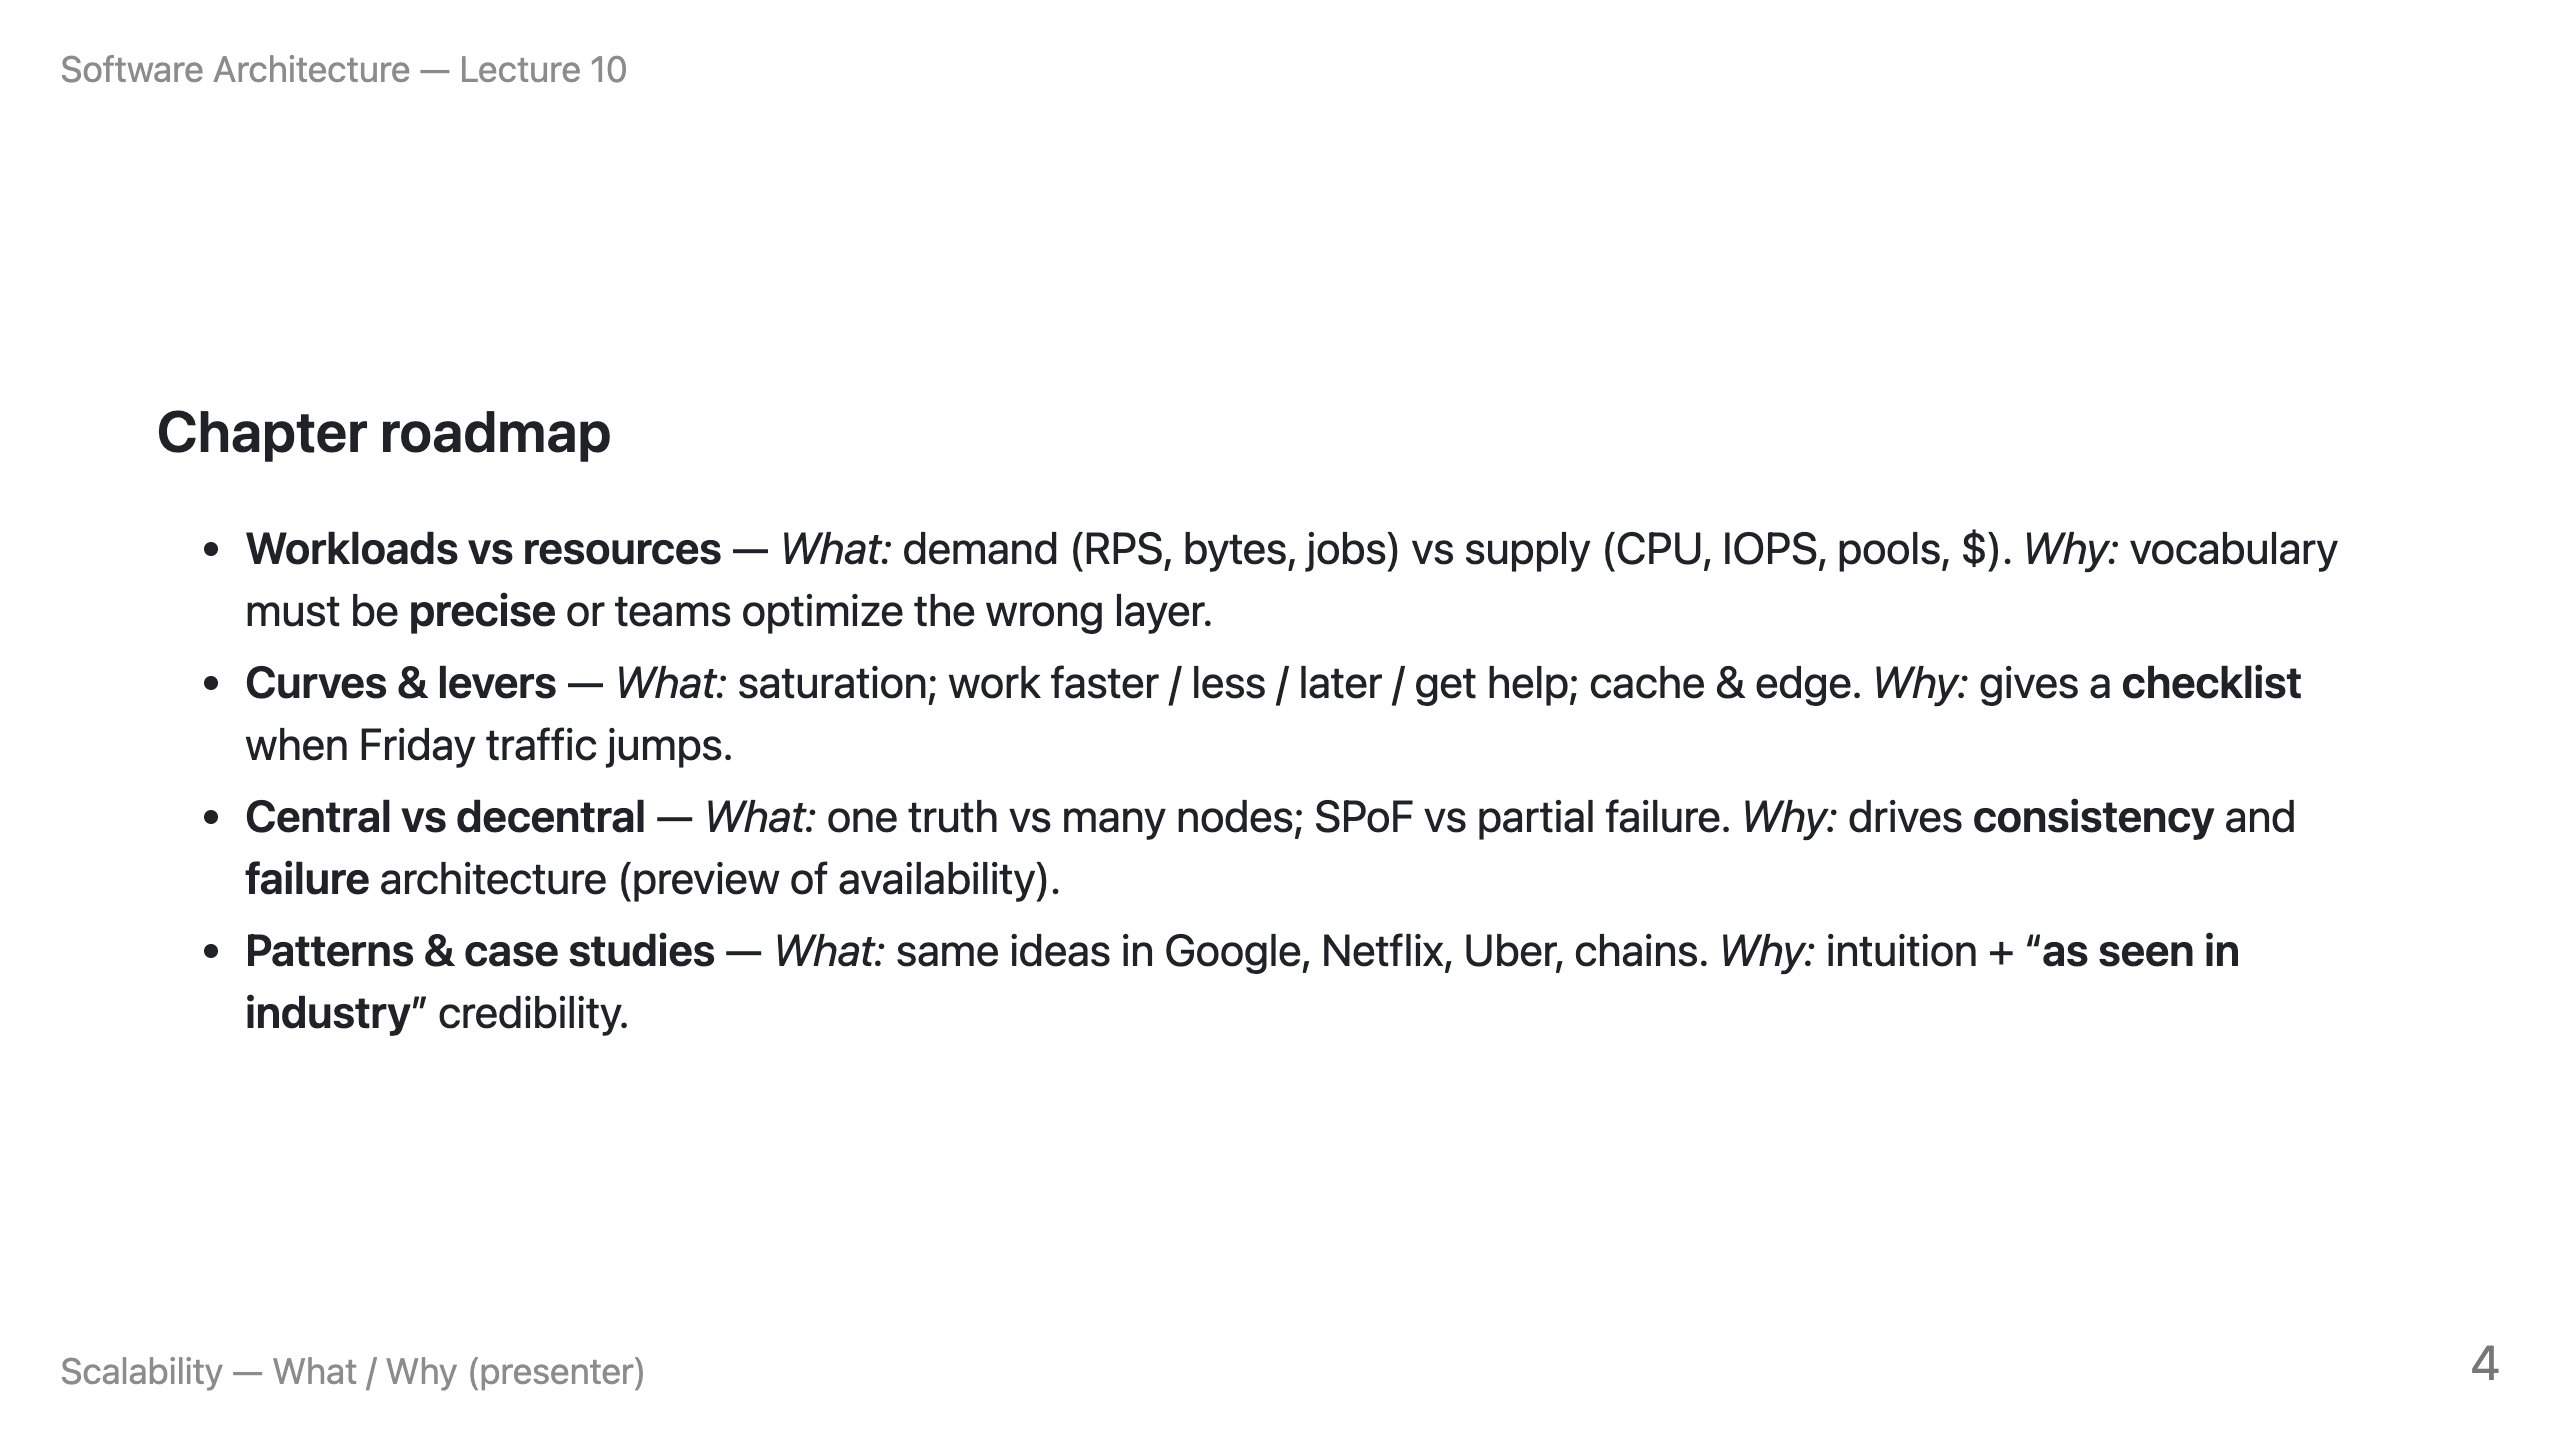 Software Architecture — Lecture 10
Chapter roadmap
• Workloads vs resources — What: demand (RPS, bytes, jobs) vs supply (CPU, IOPS, pools, $). Why: vocabulary
must be precise or teams optimize the wrong layer.
• Curves & levers — What: saturation; work faster / less / later / get help; cache & edge. Why: gives a checklist
when Friday traffic jumps.
• Central vs decentral — What: one truth vs many nodes; SPoF vs partial failure. Why: drives consistency and
failure architecture (preview of availability).
• Patterns & case studies — What: same ideas in Google, Netflix, Uber, chains. Why: intuition + “as seen in
industry” credibility.
Scalability — What / Why (presenter)
4